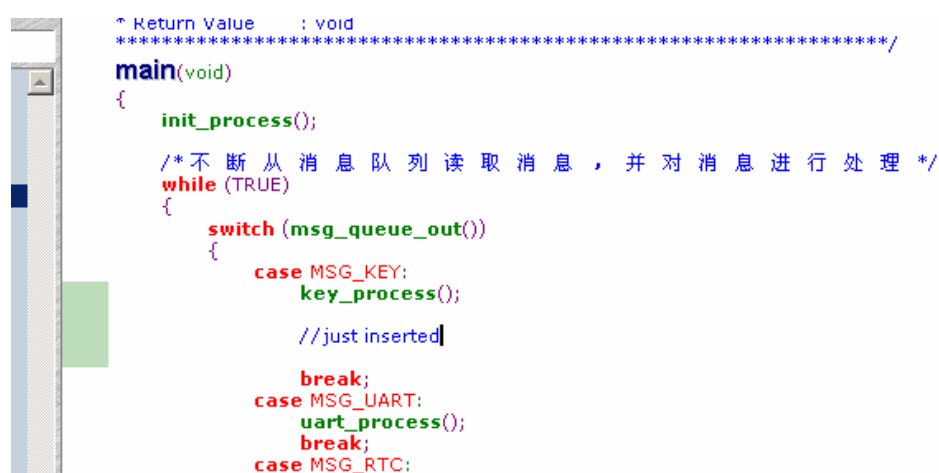 * Return Value : void
******************************************************************/
main(void)
{
init_process();
/*不断从消息队列读取消息，并对消息进行处理*/
while (TRUE)
{
switch (msg_queue_out())
{
case MSG_KEY:
key_process();
//just inserted
break;
case MSG_UART:
uart_process();
break;
case MSG_RTC: